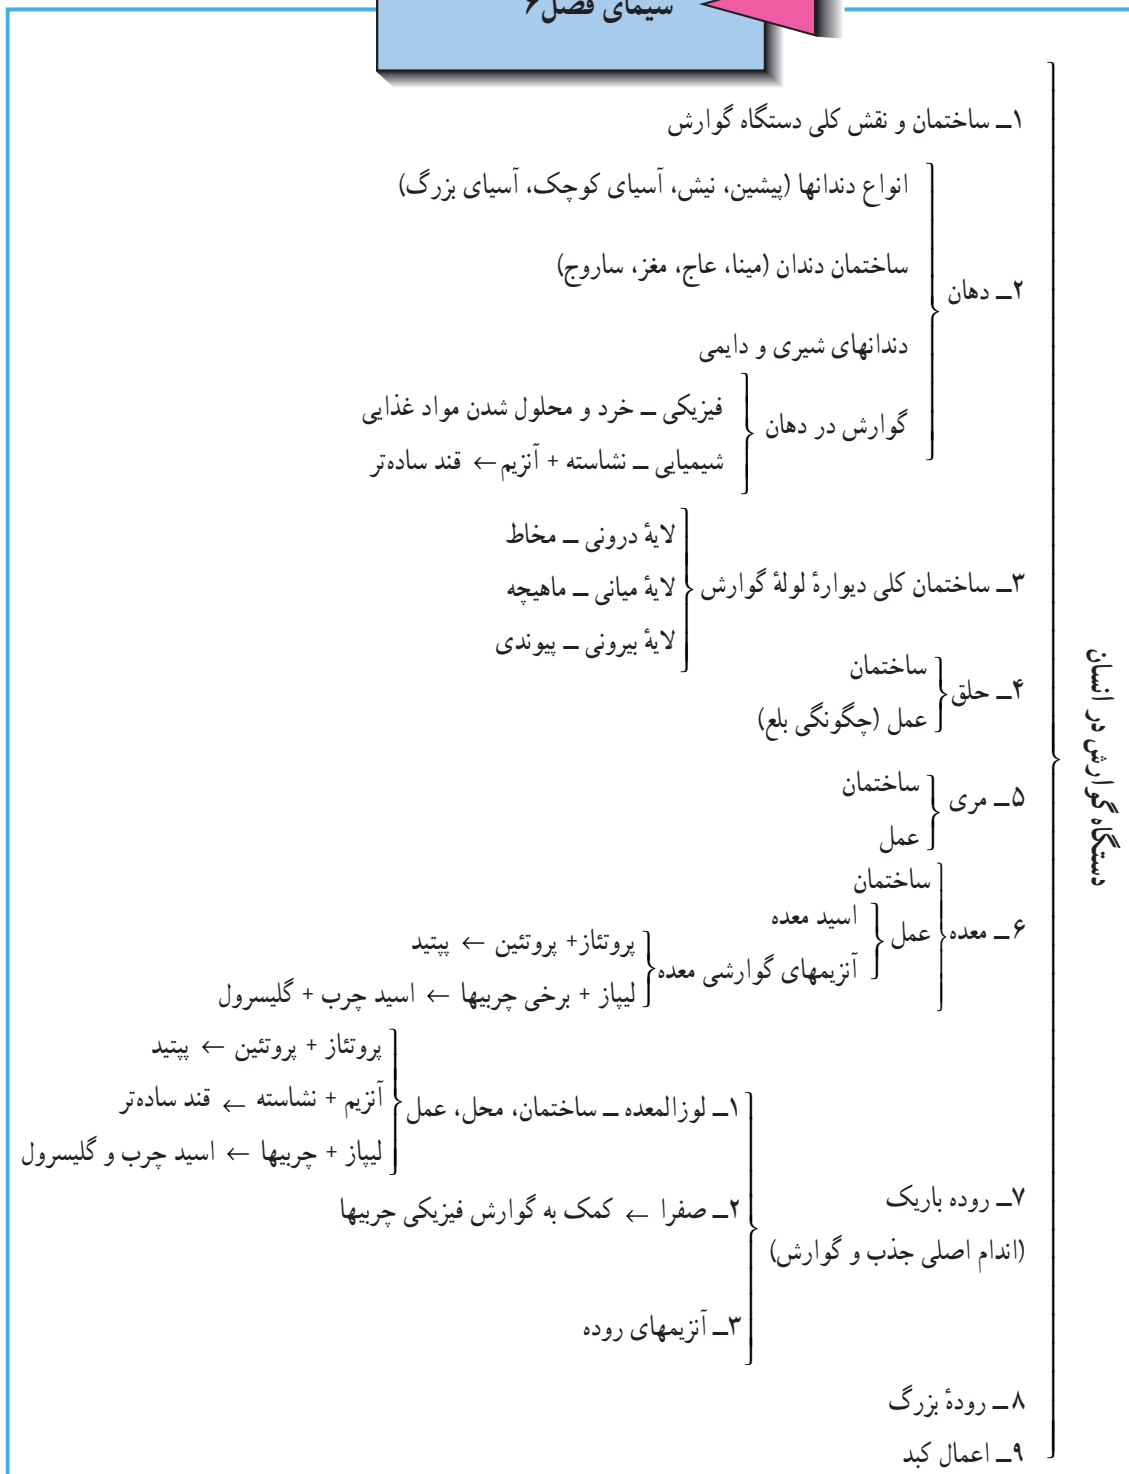 سیمای فصل۶
دستگاه گوارش در انسان
۱ــ ساختمان و نقش کلی دستگاه گوارش
۲ــ دهان
انواع دندانها (پیشین، نیش، آسیای کوچک، آسیای بزرگ)
ساختمان دندان (مینا، عاج، مغز، ساروج)
دندانهای شیری و دایمی
گوارش در دهان
فیزیکی ــ خرد و محلول شدن مواد غذایی
شیمیایی ــ نشاسته + آنزیم ← قند ساده‌تر
۳ــ ساختمان کلی دیوارهٔ لولهٔ گوارش
لایهٔ درونی ــ مخاط
لایهٔ میانی ــ ماهیچه
لایهٔ بیرونی ــ پیوندی
۴ــ حلق
ساختمان
عمل (چگونگی بلع)
۵ــ مری
ساختمان
عمل
۶ــ معده
ساختمان
عمل
اسید معده
آنزیمهای گوارشی معده
پروتئاز+ پروتئین ← پپتید
لیپاز + برخی چربیها ← اسید چرب + گلیسرول
۷ــ روده باریک
(اندام اصلی جذب و گوارش)
۱ــ لوزالمعده ــ ساختمان، محل، عمل
پروتئاز + پروتئین ← پپتید
آنزیم + نشاسته ← قند ساده‌تر
لیپاز + چربیها ← اسید چرب و گلیسرول
۲ــ صفرا ← کمک به گوارش فیزیکی چربیها
۳ــ آنزیمهای روده
۸ــ رودهٔ بزرگ
۹ــ اعمال کبد